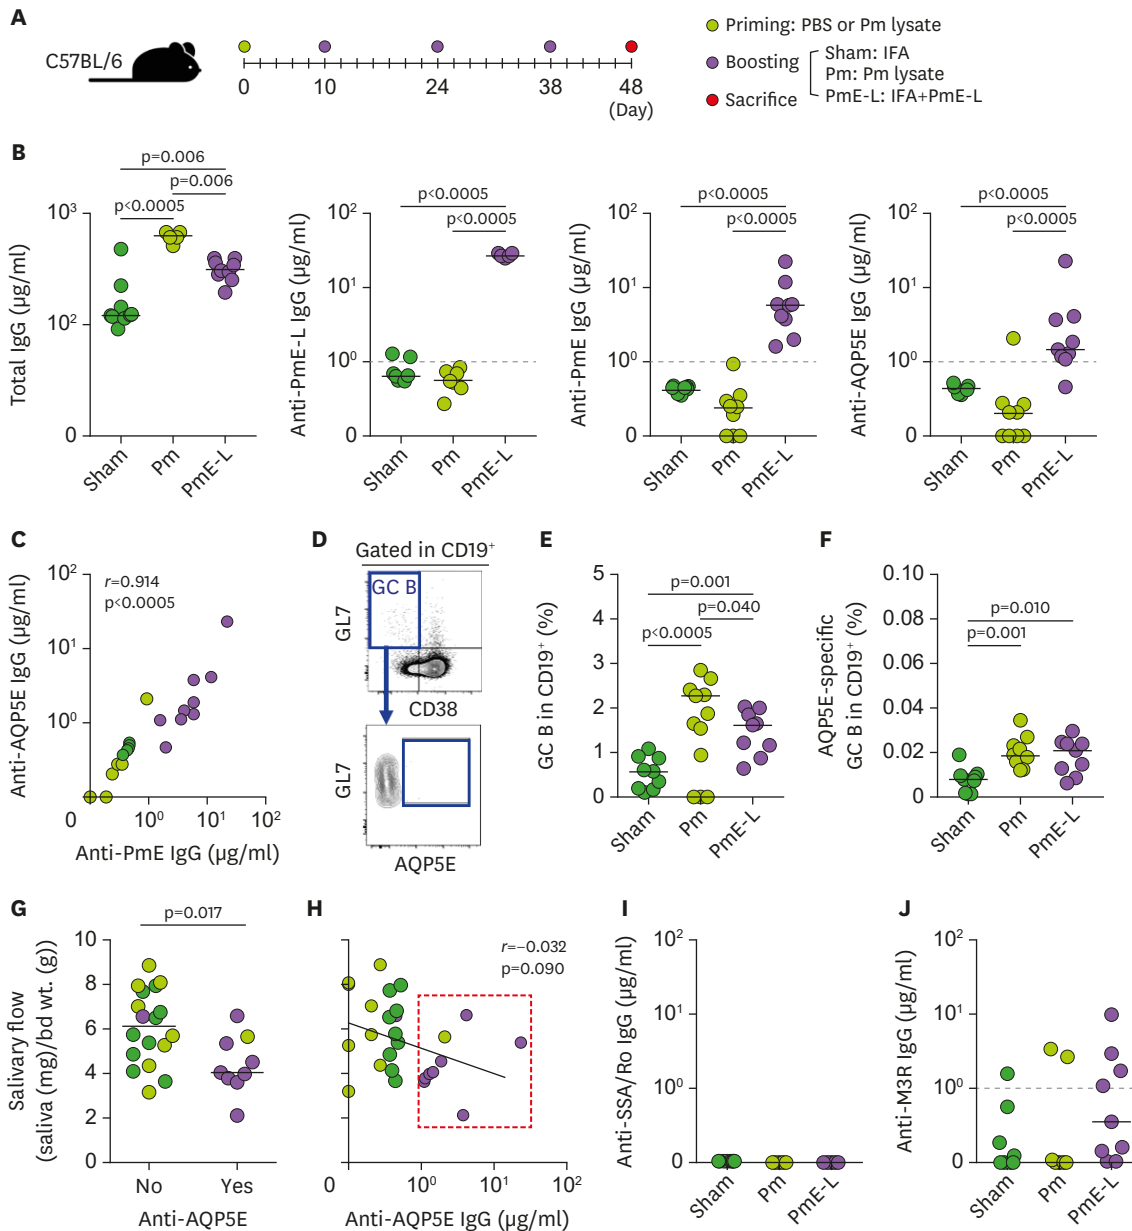 A
C57BL/6
0 10 24 38 48
(Day)
Priming: PBS or Pm lysate
Boosting
Sham: IFA
Pm: Pm lysate
PmE-L: IFA+PmE-L
Sacrifice
B
Total IgG (µg/ml)
p=0.006
p=0.006
p<0.0005
10³
10²
0
Sham Pm PmE-L
Anti-PmE-L IgG (µg/ml)
p<0.0005
p<0.0005
10²
10¹
10⁰
0
Sham Pm PmE-L
Anti-PmE IgG (µg/ml)
p<0.0005
p<0.0005
10²
10¹
10⁰
0
Sham Pm PmE-L
Anti-AQP5E IgG (µg/ml)
p<0.0005
p<0.0005
10²
10¹
10⁰
0
Sham Pm PmE-L
C
Anti-AQP5E IgG (µg/ml)
r=0.914
p<0.0005
10²
10¹
10⁰
0
0 10⁰ 10¹ 10²
Anti-PmE IgG (µg/ml)
D
Gated in CD19⁺
GC B
GL7
CD38
GL7
AQP5E
E
GC B in CD19⁺ (%)
p=0.001
p=0.040
p<0.0005
5
4
3
2
1
0
Sham Pm PmE-L
F
AQP5E-specific
GC B in CD19⁺ (%)
p=0.010
p=0.001
0.10
0.08
0.06
0.04
0.02
0
Sham Pm PmE-L
G
Salivary flow
(saliva (mg)/bd wt. (g))
p=0.017
10
8
6
4
2
0
No Yes
Anti-AQP5E
H
r=−0.032
p=0.090
0 10⁰ 10¹ 10²
Anti-AQP5E IgG (µg/ml)
I
Anti-SSA/Ro IgG (µg/ml)
10²
10¹
10⁰
0
Sham Pm PmE-L
J
Anti-M3R IgG (µg/ml)
10²
10¹
10⁰
0
Sham Pm PmE-L